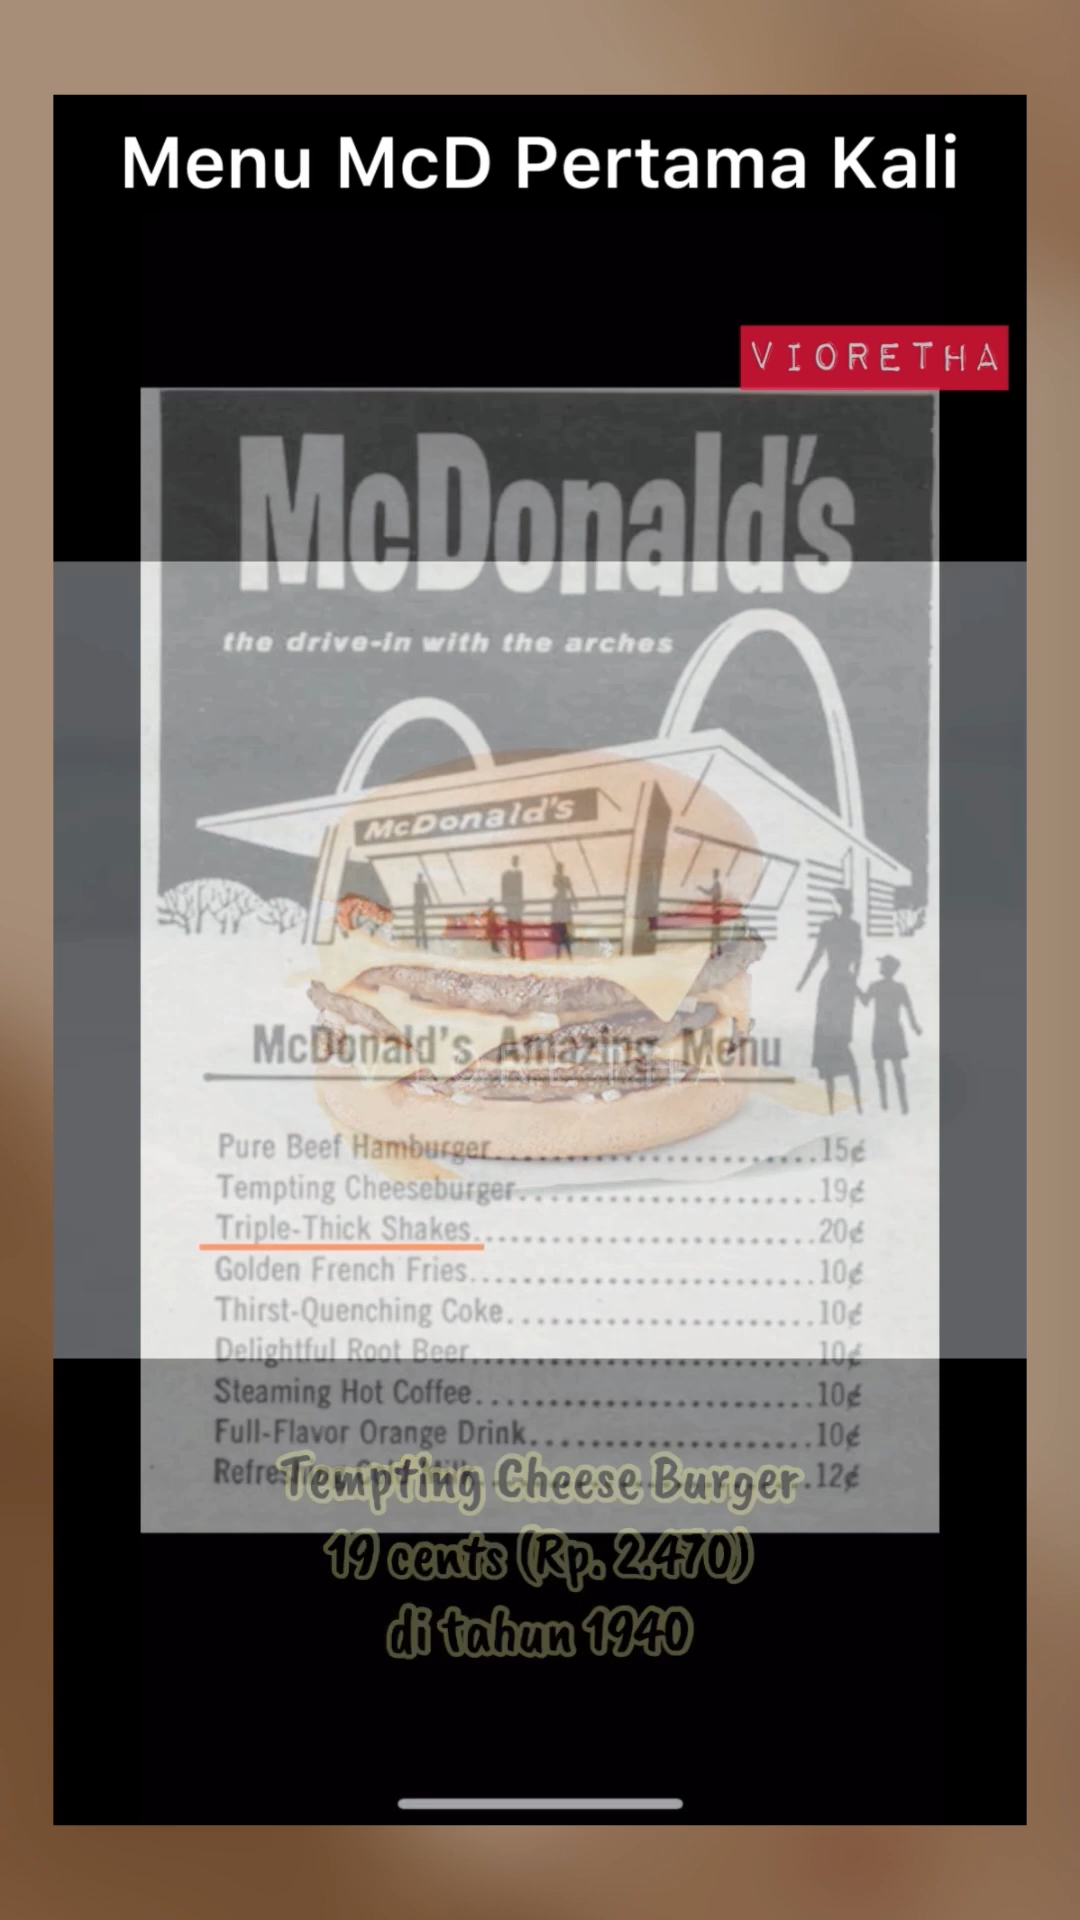 Menu McD Pertama Kali
VIORETHA
McDonald's
the drive-in with the arches
McDonald's
McDonald's Amazing Menu
Pure Beef Hamburger 15¢
Tempting Cheeseburger 19¢
Triple-Thick Shakes 20¢
Golden French Fries 10¢
Thirst-Quenching Coke 10¢
Delightful Root Beer 10¢
Steaming Hot Coffee 10¢
Full-Flavor Orange Drink 10¢
12¢
Tempting Cheese Burger
19 cents (Rp. 2.470)
di tahun 1940